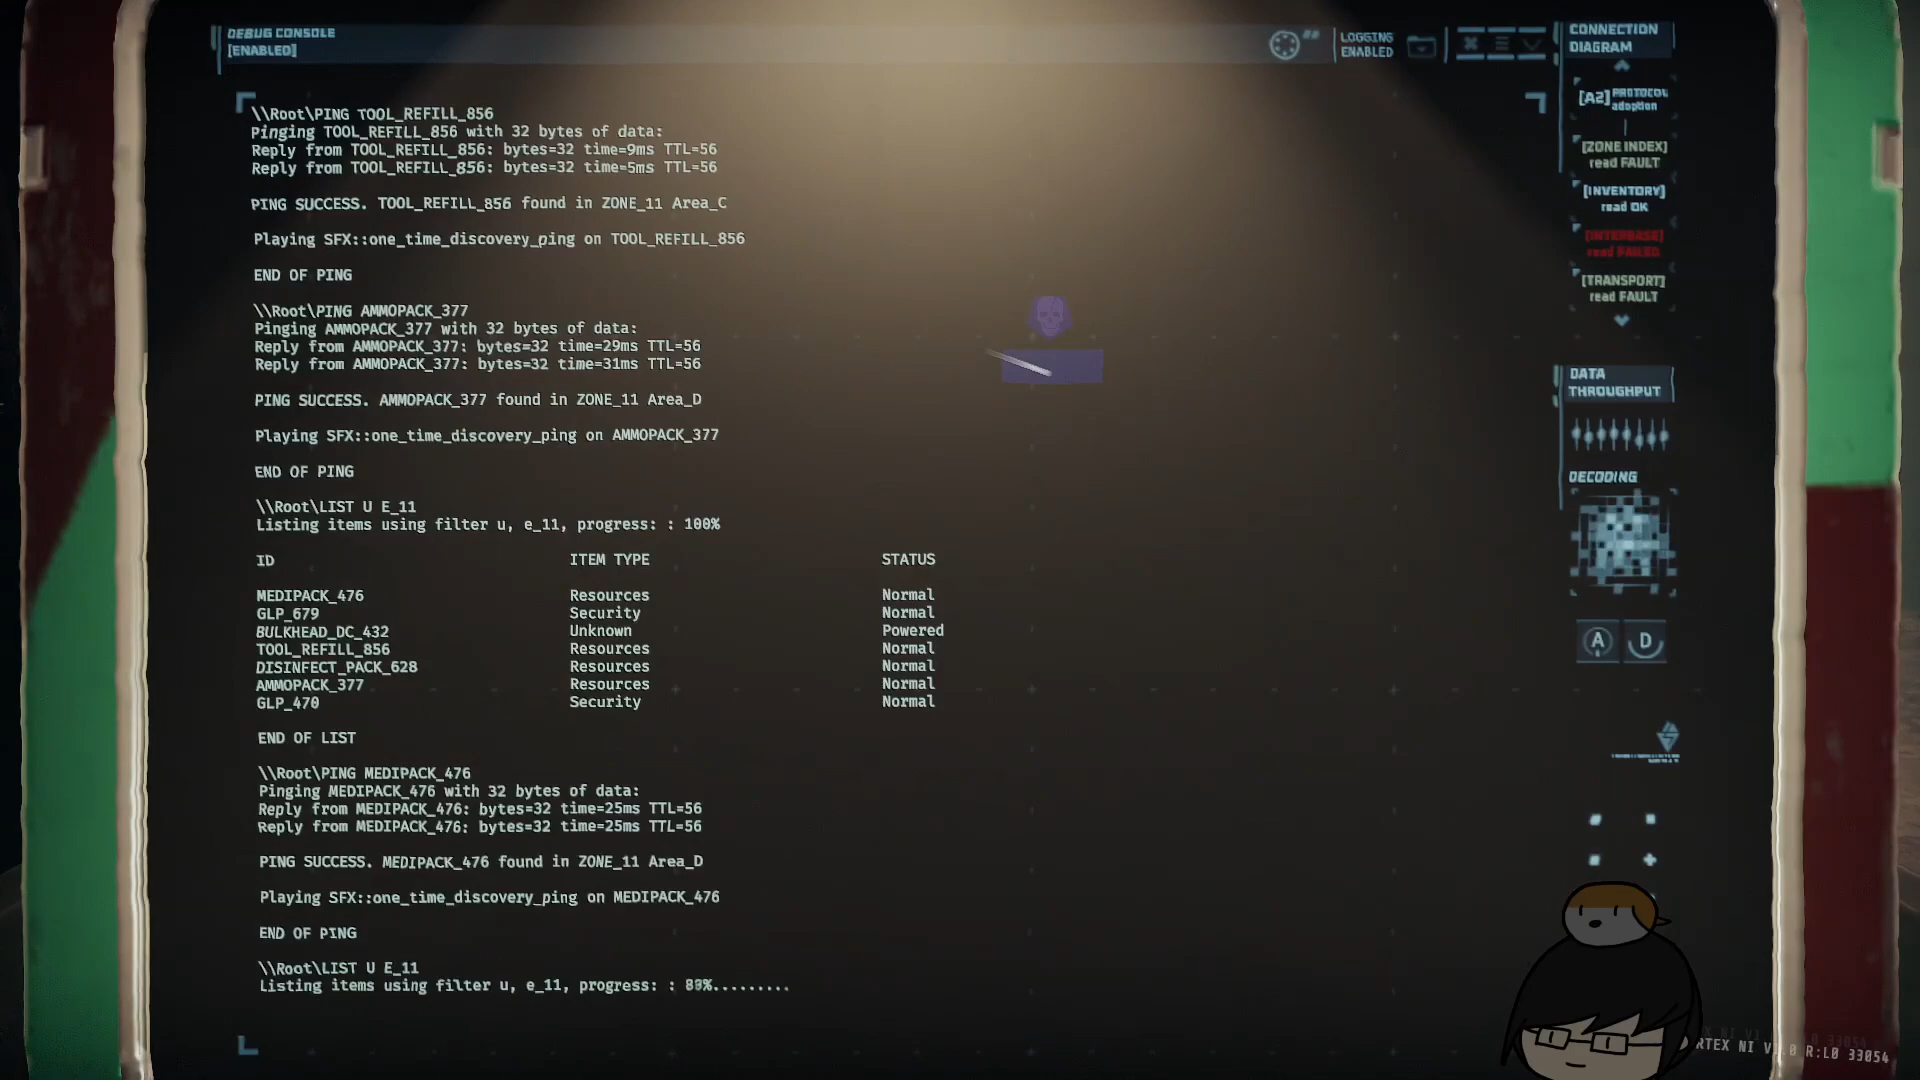 DEBUG CONSOLE
[ENABLED]
LOGGING
ENABLED
\\Root\PING TOOL_REFILL_856
Pinging TOOL_REFILL_856 with 32 bytes of data:
Reply from TOOL_REFILL_856: bytes=32 time=9ms TTL=56
Reply from TOOL_REFILL_856: bytes=32 time=5ms TTL=56
PING SUCCESS. TOOL_REFILL_856 found in ZONE_11 Area_C
Playing SFX::one_time_discovery_ping on TOOL_REFILL_856
END OF PING
\\Root\PING AMMOPACK_377
Pinging AMMOPACK_377 with 32 bytes of data:
Reply from AMMOPACK_377: bytes=32 time=29ms TTL=56
Reply from AMMOPACK_377: bytes=32 time=31ms TTL=56
PING SUCCESS. AMMOPACK_377 found in ZONE_11 Area_D
Playing SFX::one_time_discovery_ping on AMMOPACK_377
END OF PING
\\Root\LIST U E_11
Listing items using filter u, e_11, progress: : 100%
ID ITEM TYPE STATUS
MEDIPACK_476 Resources Normal
GLP_679 Security Normal
BULKHEAD_DC_432 Unknown Powered
TOOL_REFILL_856 Resources Normal
DISINFECT_PACK_628 Resources Normal
AMMOPACK_377 Resources Normal
GLP_470 Security Normal
END OF LIST
\\Root\PING MEDIPACK_476
Pinging MEDIPACK_476 with 32 bytes of data:
Reply from MEDIPACK_476: bytes=32 time=25ms TTL=56
Reply from MEDIPACK_476: bytes=32 time=25ms TTL=56
PING SUCCESS. MEDIPACK_476 found in ZONE_11 Area_D
Playing SFX::one_time_discovery_ping on MEDIPACK_476
END OF PING
\\Root\LIST U E_11
Listing items using filter u, e_11, progress: :
CONNECTION
DIAGRAM
[A2] PROTOCOL
adoption
[ZONE INDEX]
read FAULT
[INVENTORY]
read OK
[INTERBASE]
read FAILED
[TRANSPORT]
read FAULT
DATA
THROUGHPUT
DECODING
A D
RTEX NI R:L0 33054